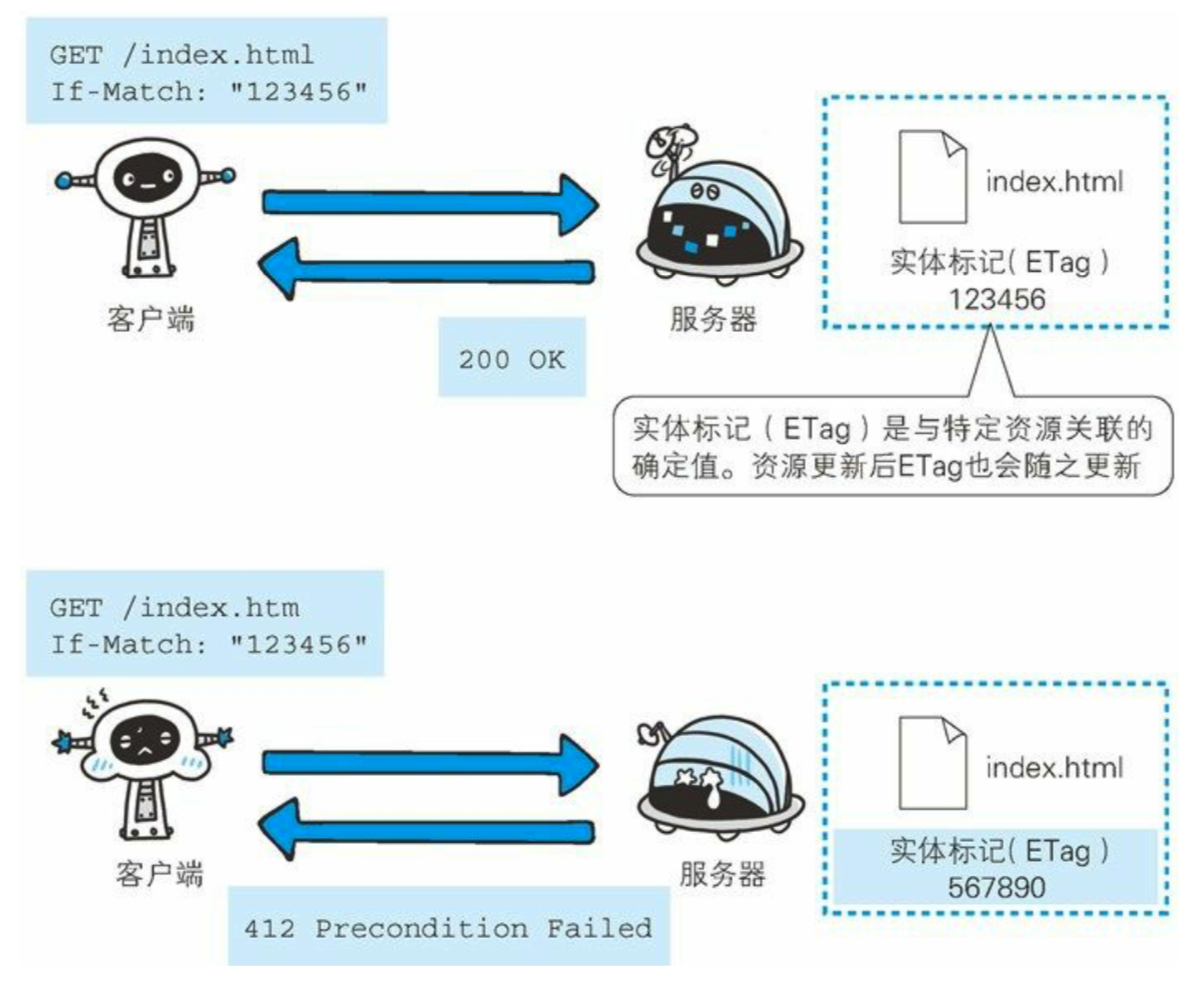 GET /index.html
If-Match: "123456"
index.html
实体标记( ETag )
123456
客户端
服务器
200 OK
实体标记（ETag）是与特定资源关联的
确定值。资源更新后ETag也会随之更新
GET /index.htm
If-Match: "123456"
index.html
实体标记( ETag )
567890
客户端
服务器
412 Precondition Failed